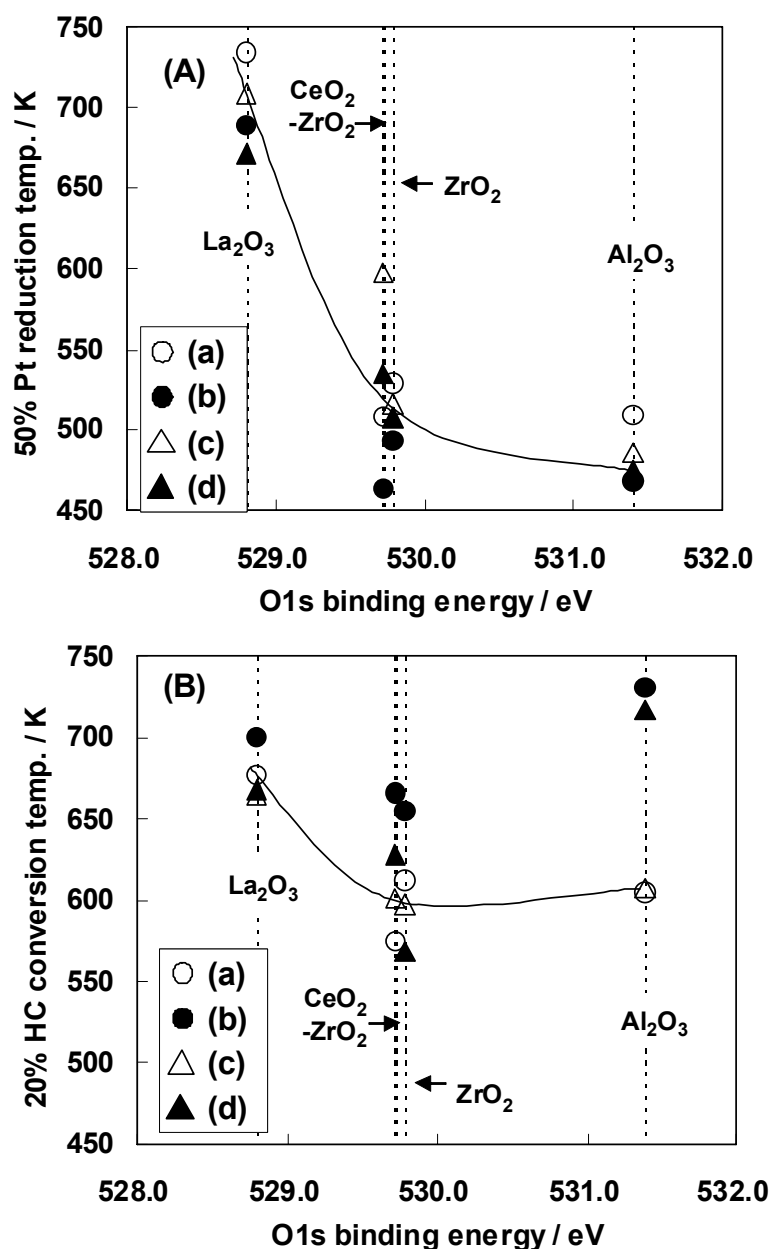 750
700
650
600
550
500
450
50% Pt reduction temp. / K
(A)
CeO₂
-ZrO₂
ZrO₂
La₂O₃
Al₂O₃
(a)
(b)
(c)
(d)
528.0 529.0 530.0 531.0 532.0
O1s binding energy / eV
750
700
650
600
550
500
450
20% HC conversion temp. / K
(B)
La₂O₃
(a)
(b)
(c)
(d)
CeO₂
-ZrO₂
ZrO₂
Al₂O₃
528.0 529.0 530.0 531.0 532.0
O1s binding energy / eV